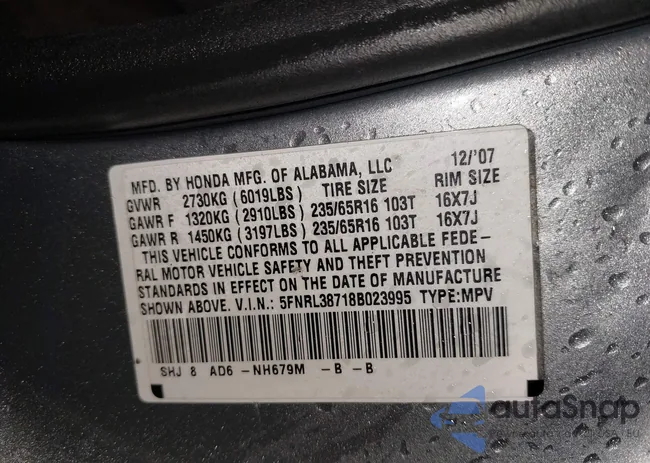 MFD. BY HONDA MFG. OF ALABAMA, LLC 12/'07
GVWR 2730KG (6019LBS) TIRE SIZE RIM SIZE
GAWR F 1320KG (2910LBS) 235/65R16 103T 16X7J
GAWR R 1450KG (3197LBS) 235/65R16 103T 16X7J
THIS VEHICLE CONFORMS TO ALL APPLICABLE FEDE-
RAL MOTOR VEHICLE SAFETY AND THEFT PREVENTION
STANDARDS IN EFFECT ON THE DATE OF MANUFACTURE
SHOWN ABOVE. V.I.N.: 5FNRL38718B023995 TYPE:MPV
SHJ 8 AD6 -NH679M -B -B
autoSnap